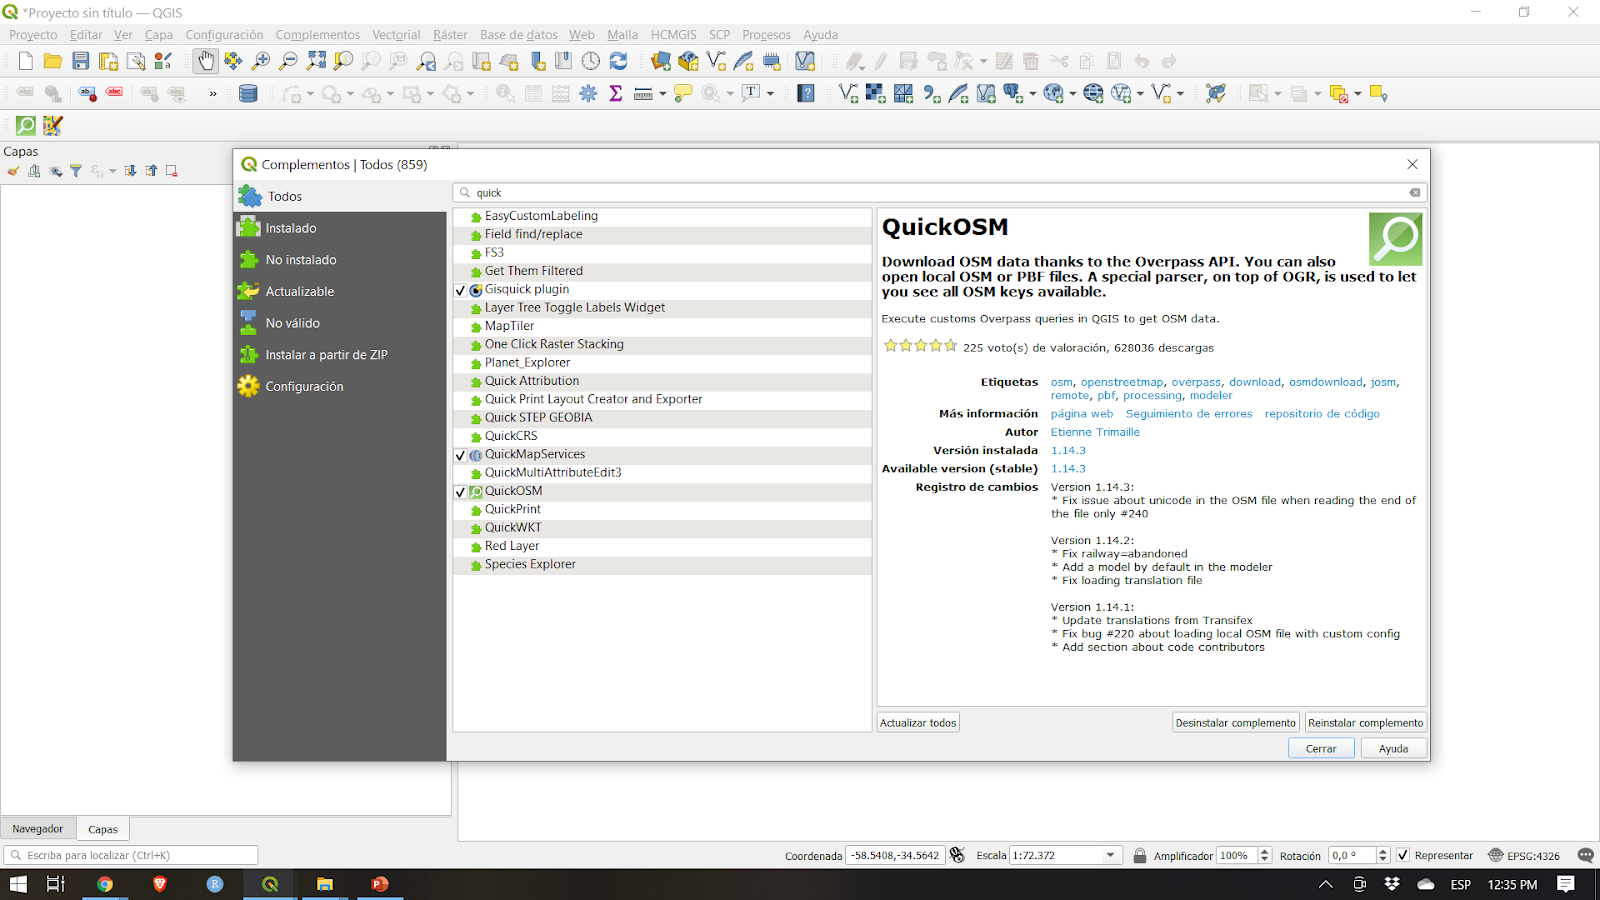 *Proyecto sin título — QGIS
Proyecto Editar Ver Capa Configuración Complementos Vectorial Ráster Base de datos Web Malla HCMGIS SCP Procesos Ayuda
Capas
Complementos | Todos (859)
Todos
Instalado
No instalado
Actualizable
No válido
Instalar a partir de ZIP
Configuración
quick
EasyCustomLabeling
Field find/replace
FS3
Get Them Filtered
Gisquick plugin
Layer Tree Toggle Labels Widget
MapTiler
One Click Raster Stacking
Planet_Explorer
Quick Attribution
Quick Print Layout Creator and Exporter
Quick STEP GEOBIA
QuickCRS
QuickMapServices
QuickMultiAttributeEdit3
QuickOSM
QuickPrint
QuickWKT
Red Layer
Species Explorer
QuickOSM
Download OSM data thanks to the Overpass API. You can also
open local OSM or PBF files. A special parser, on top of OGR, is used to let
you see all OSM keys available.
Execute customs Overpass queries in QGIS to get OSM data.
225 voto(s) de valoración, 628036 descargas
Etiquetas osm, openstreetmap, overpass, download, osmdownload, josm,
remote, pbf, processing, modeler
Más información página web Seguimiento de errores repositorio de código
Autor Etienne Trimaille
Versión instalada 1.14.3
Available version (stable) 1.14.3
Registro de cambios Version 1.14.3:
* Fix issue about unicode in the OSM file when reading the end of
the file only #240
Version 1.14.2:
* Fix railway=abandoned
* Add a model by default in the modeler
* Fix loading translation file
Version 1.14.1:
* Update translations from Transifex
* Fix bug #220 about loading local OSM file with custom config
* Add section about code contributors
Actualizar todos Desinstalar complemento Reinstalar complemento
Cerrar Ayuda
Navegador Capas
Escriba para localizar (Ctrl+K) Coordenada -58.5408,-34.5642 Escala 1:72.372 Amplificador 100% Rotación 0,0 ° Representar EPSG:4326
ESP 12:35 PM